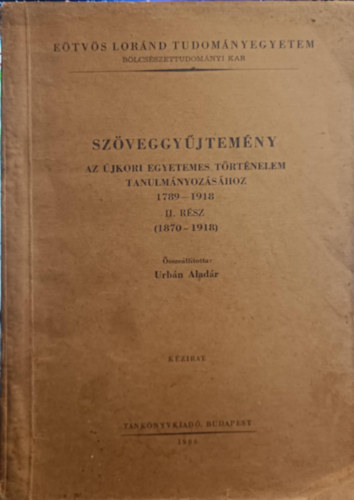 EÖTVÖS LORÁND TUDOMÁNYEGYETEM
BÖLCSÉSZETTUDOMÁNYI KAR
SZÖVEGGYŰJTEMÉNY
AZ ÚJKORI EGYETEMES TÖRTÉNELEM
TANULMÁNYOZÁSÁHOZ
1789–1918
II. RÉSZ
(1870–1918)
Összeállította:
Urbán Aladár
KÉZIRAT
TANKÖNYVKIADÓ, BUDAPEST